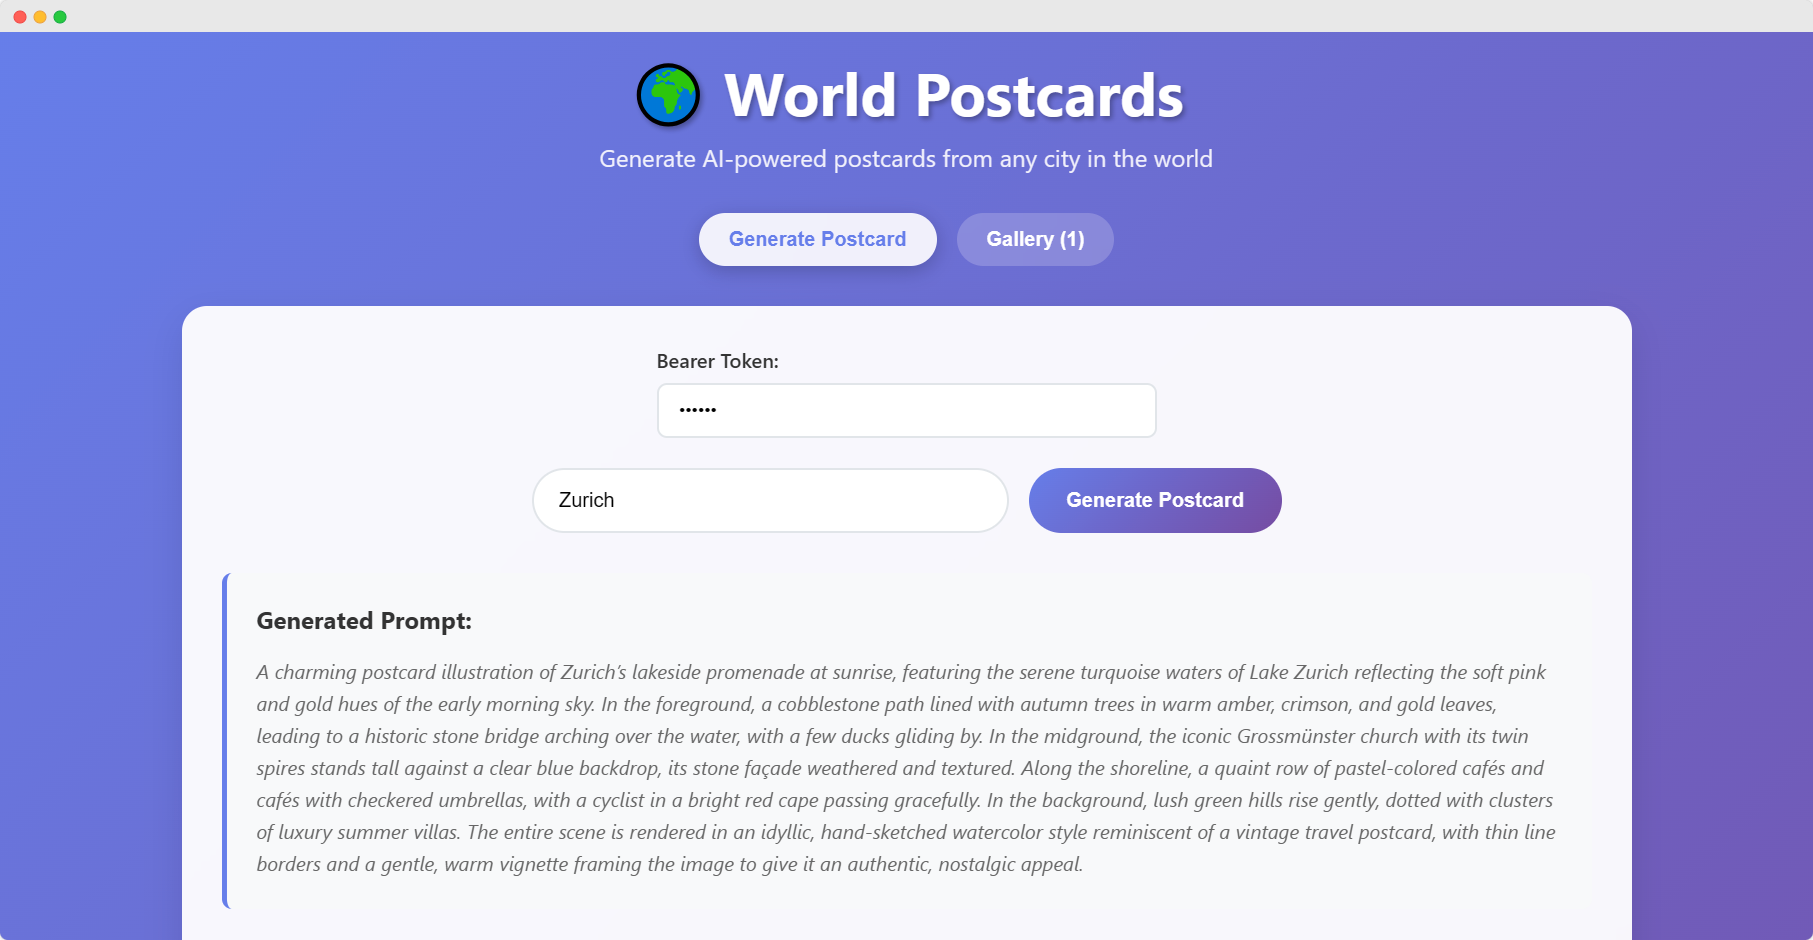 World Postcards
Generate AI-powered postcards from any city in the world
Generate Postcard
Gallery (1)
Bearer Token:
••••••
Zurich
Generate Postcard
Generated Prompt:
A charming postcard illustration of Zurich’s lakeside promenade at sunrise, featuring the serene turquoise waters of Lake Zurich reflecting the soft pink
and gold hues of the early morning sky. In the foreground, a cobblestone path lined with autumn trees in warm amber, crimson, and gold leaves,
leading to a historic stone bridge arching over the water, with a few ducks gliding by. In the midground, the iconic Grossmünster church with its twin
spires stands tall against a clear blue backdrop, its stone façade weathered and textured. Along the shoreline, a quaint row of pastel-colored cafés and
cafés with checkered umbrellas, with a cyclist in a bright red cape passing gracefully. In the background, lush green hills rise gently, dotted with clusters
of luxury summer villas. The entire scene is rendered in an idyllic, hand-sketched watercolor style reminiscent of a vintage travel postcard, with thin line
borders and a gentle, warm vignette framing the image to give it an authentic, nostalgic appeal.